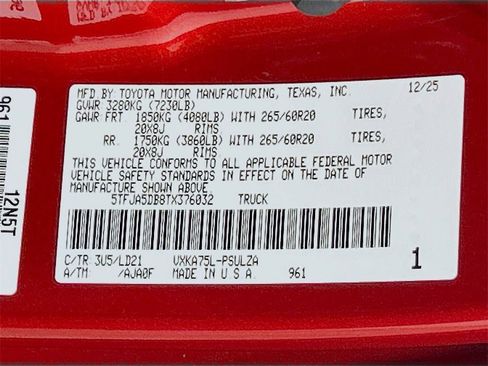 MFD. BY: TOYOTA MOTOR MANUFACTURING, TEXAS, INC. 12/25
GVWR 3280KG (7230LB)
GAWR FRT 1850KG (4080LB) WITH 265/60R20 TIRES,
20X8J RIMS
RR. 1750KG (3860LB) WITH 265/60R20 TIRES,
20X8J RIMS
THIS VEHICLE CONFORMS TO ALL APPLICABLE FEDERAL MOTOR
VEHICLE SAFETY STANDARDS IN EFFECT ON THE DATE OF
MANUFACTURE SHOWN ABOVE.
5TFJA5DB8TX376032 TRUCK
C/TR 3U5/LD21 VXKA75L-PSULZA
A/TM: /AJA0F MADE IN U.S.A. 961 1
961
12N5T